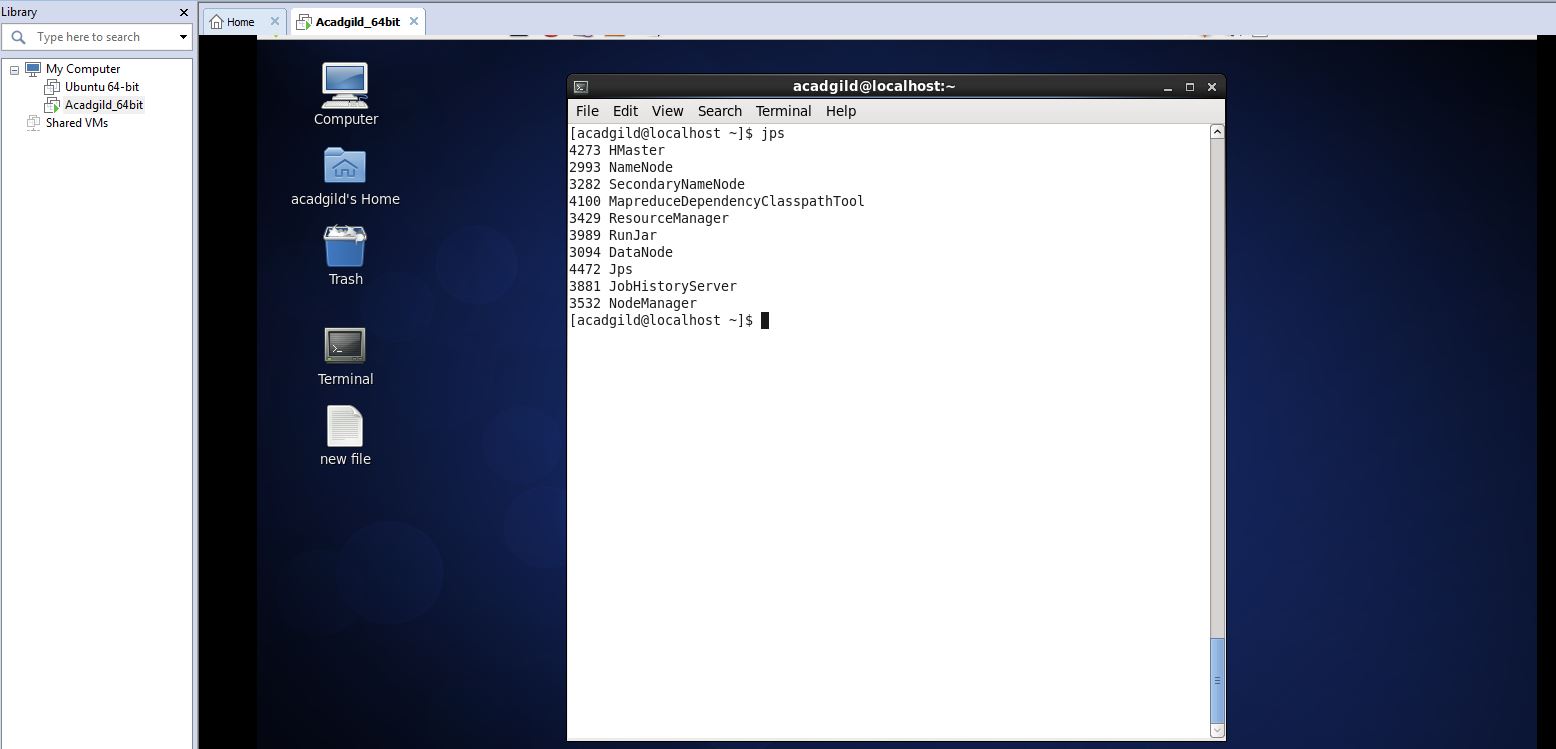 Library
Type here to search
My Computer
Ubuntu 64-bit
Acadgild_64bit
Shared VMs
Home
Acadgild_64bit
Computer
acadgild's Home
Trash
Terminal
new file
acadgild@localhost:~
File Edit View Search Terminal Help
[acadgild@localhost ~]$ jps
4273 HMaster
2993 NameNode
3282 SecondaryNameNode
4100 MapreduceDependencyClasspathTool
3429 ResourceManager
3989 RunJar
3094 DataNode
4472 Jps
3881 JobHistoryServer
3532 NodeManager
[acadgild@localhost ~]$